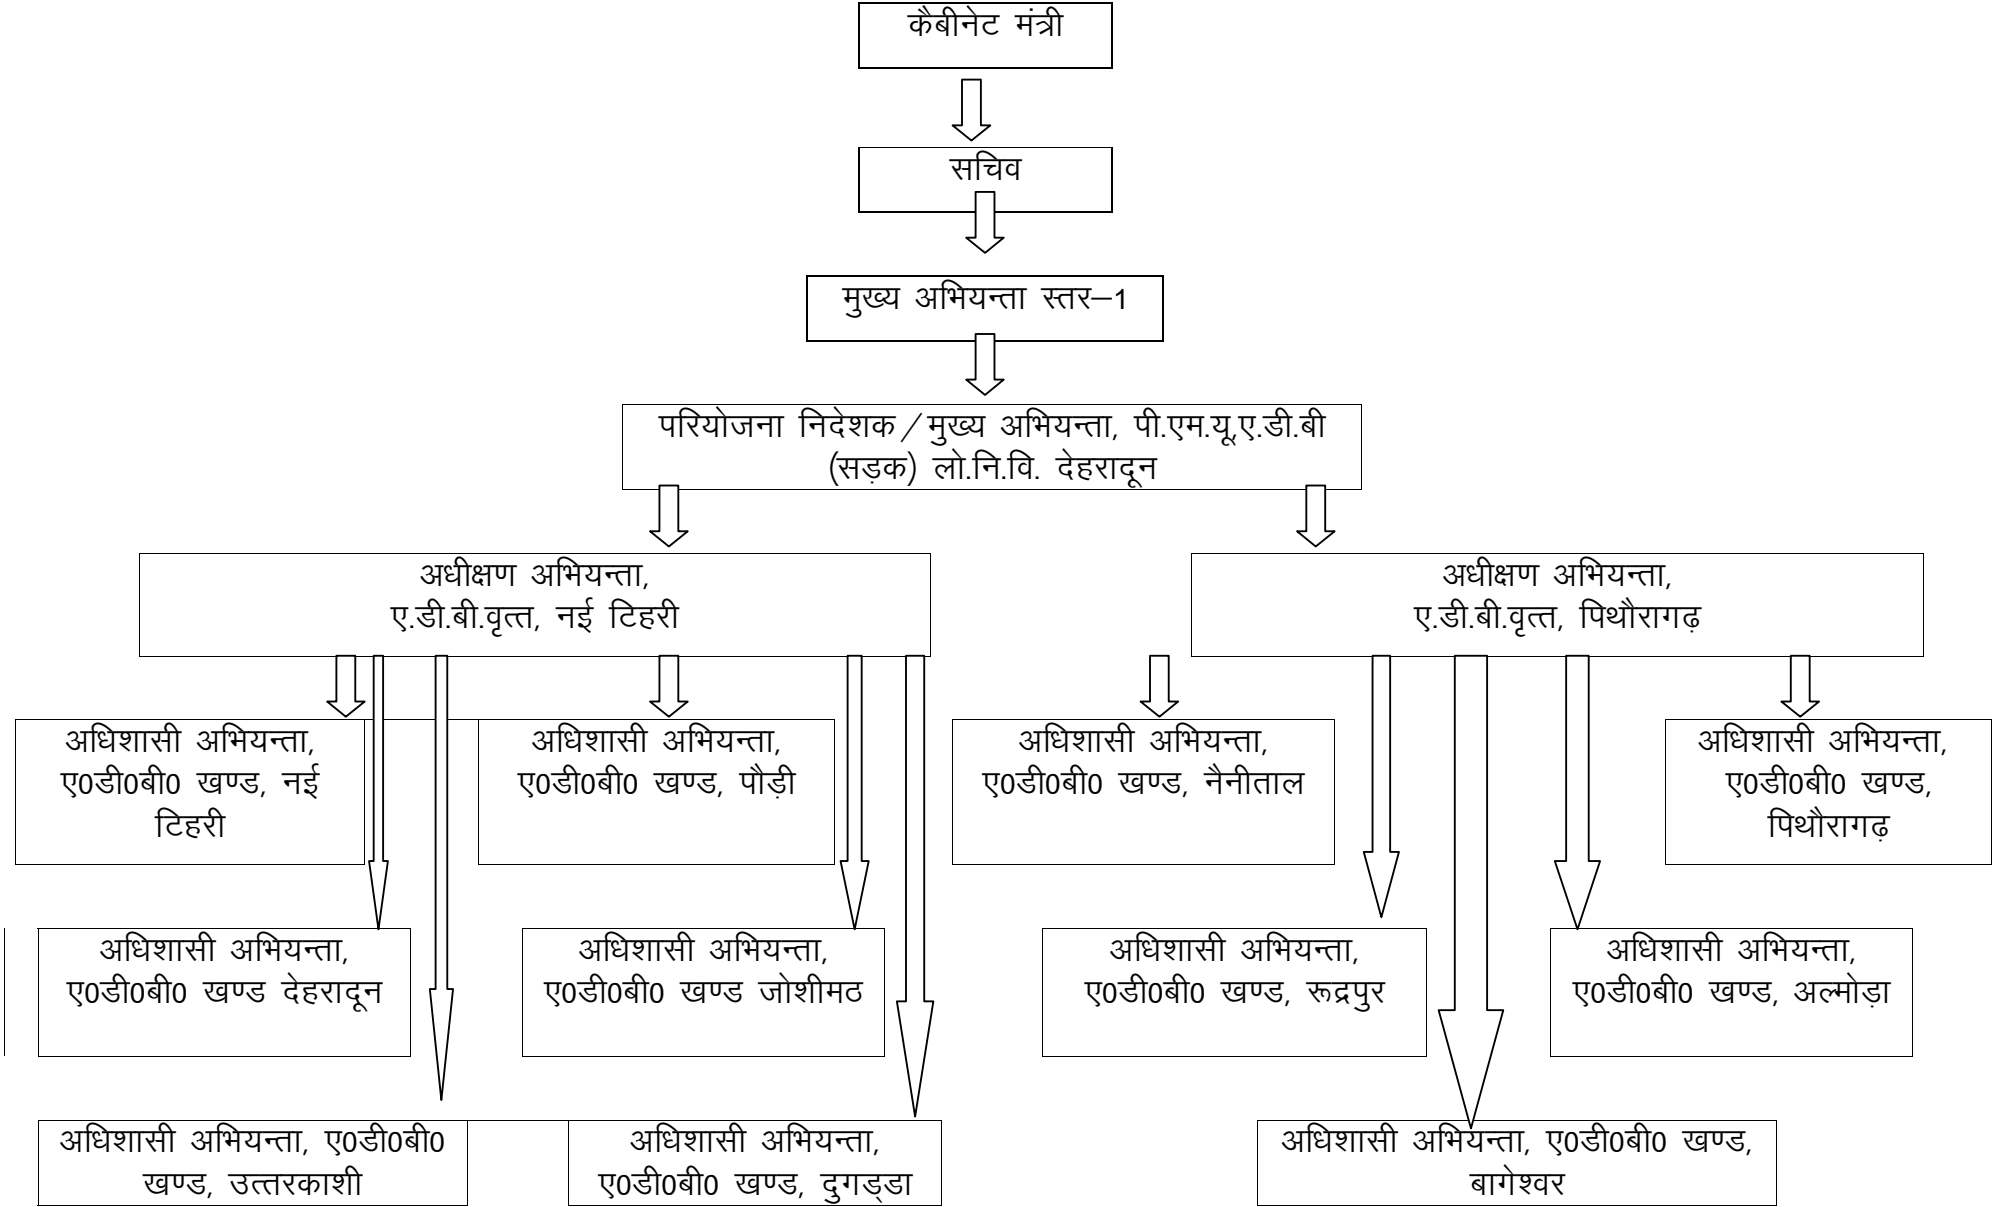 कैबीनेट मंत्री
सचिव
मुख्य अभियन्ता स्तर–1
परियोजना निदेशक/मुख्य अभियन्ता, पी.एम.यू,ए.डी.बी
(सड़क) लो.नि.वि. देहरादून
अधीक्षण अभियन्ता,
ए.डी.बी.वृत्त, नई टिहरी
अधीक्षण अभियन्ता,
ए.डी.बी.वृत्त, पिथौरागढ़
अधिशासी अभियन्ता,
ए0डी0बी0 खण्ड, नई
टिहरी
अधिशासी अभियन्ता,
ए0डी0बी0 खण्ड, पौड़ी
अधिशासी अभियन्ता,
ए0डी0बी0 खण्ड, नैनीताल
अधिशासी अभियन्ता,
ए0डी0बी0 खण्ड,
पिथौरागढ़
अधिशासी अभियन्ता,
ए0डी0बी0 खण्ड देहरादून
अधिशासी अभियन्ता,
ए0डी0बी0 खण्ड जोशीमठ
अधिशासी अभियन्ता,
ए0डी0बी0 खण्ड, रूद्रपुर
अधिशासी अभियन्ता,
ए0डी0बी0 खण्ड, अल्मोड़ा
अधिशासी अभियन्ता, ए0डी0बी0
खण्ड, उत्तरकाशी
अधिशासी अभियन्ता,
ए0डी0बी0 खण्ड, दुगड्डा
अधिशासी अभियन्ता, ए0डी0बी0 खण्ड,
बागेश्वर